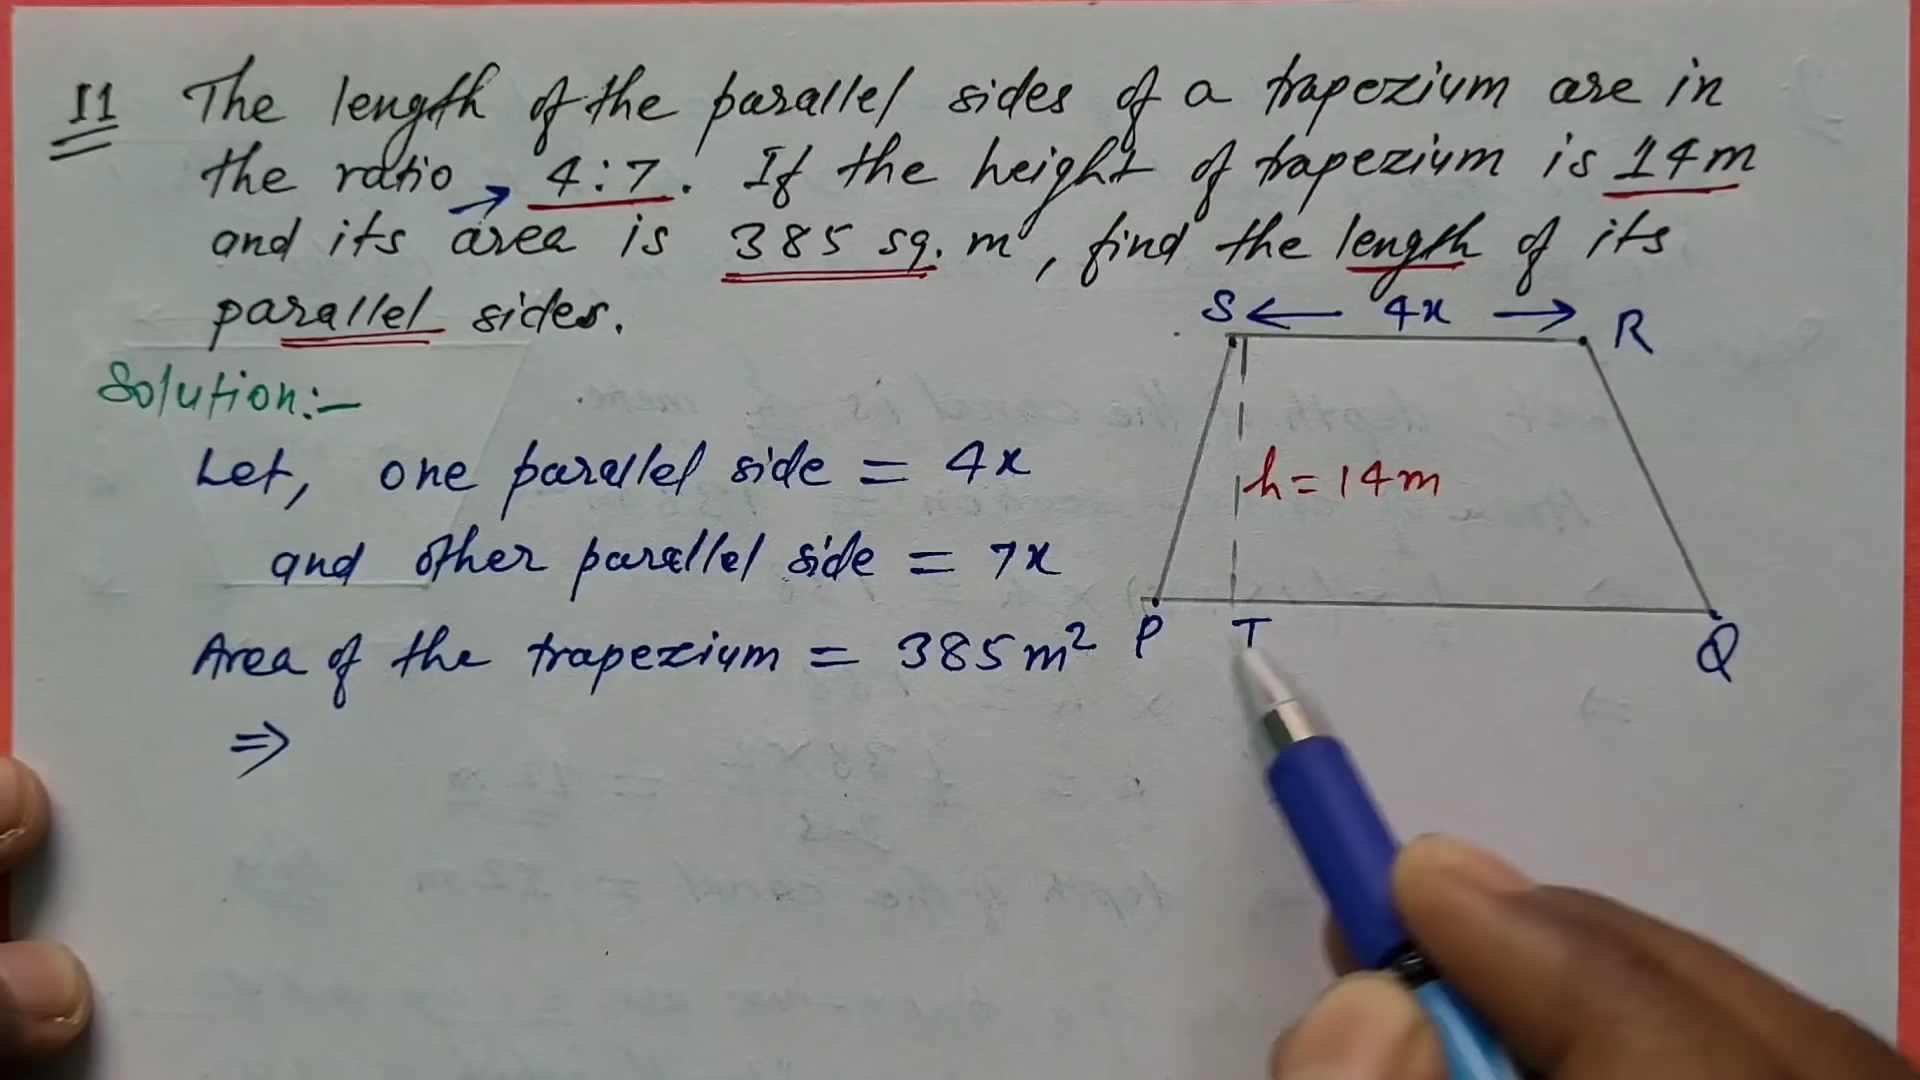 11 The length of the parallel sides of a trapezium are in
the ratio 4:7. If the height of trapezium is 14m
and its area is 385 sq. m, find the length of its
parallel sides.
S 4x R
Solution:-
Let, one parallel side = 4x
h=14m
and other parallel side = 7x
Area of the trapezium = 385m² P T Q
⇒